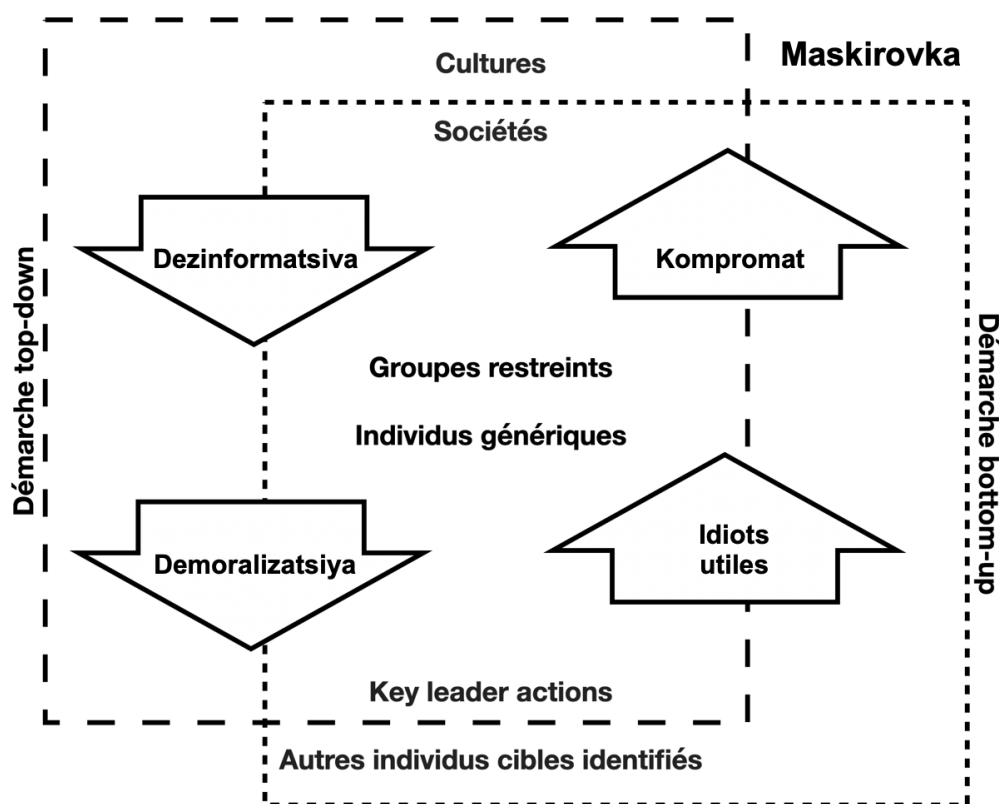 Cultures
Maskirovka
Sociétés
Dezinformatsiva
Kompromat
Démarche top-down
Groupes restreints
Individus génériques
Démarche bottom-up
Idiots
utiles
Demoralizatsiya
Key leader actions
Autres individus cibles identifiés